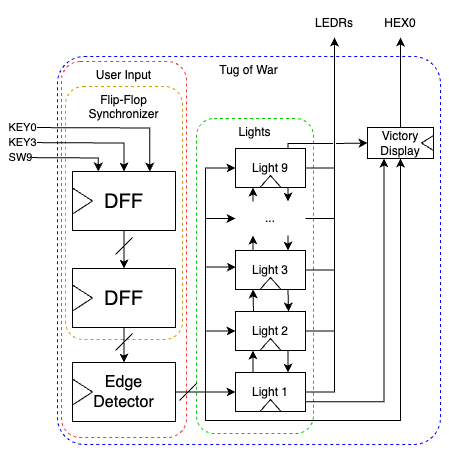 LEDRs
HEX0
User Input
Tug of War
Flip-Flop
Synchronizer
KEY0
KEY3
SW9
Lights
Victory
Display
Light 9
DFF
...
DFF
Light 3
Light 2
Edge
Detector
Light 1